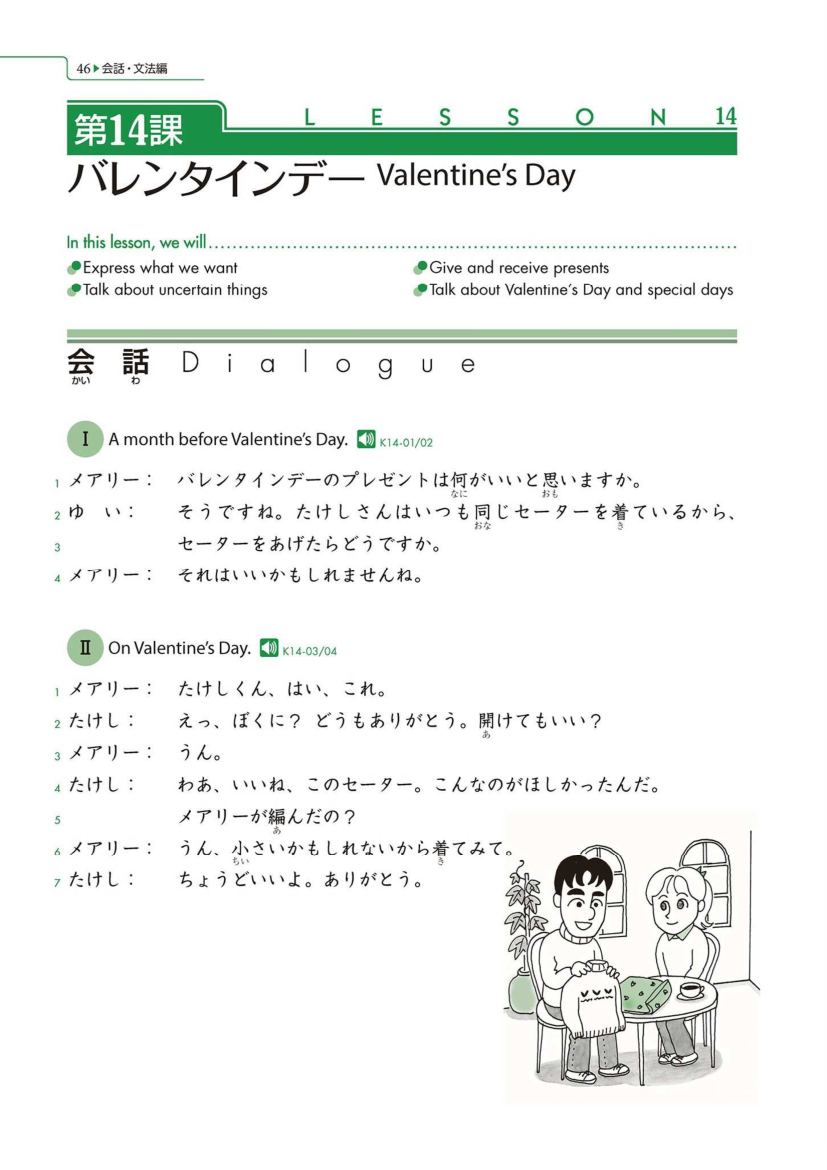 46▶会話・文法編
第14課
LESSON 14
バレンタインデー Valentine's Day
In this lesson, we will
Express what we want
Give and receive presents
Talk about uncertain things
Talk about Valentine's Day and special days
会話 Dialogue
かい わ
Ⅰ A month before Valentine's Day. K14-01/02
1 メアリー： バレンタインデーのプレゼントは何がいいと思いますか。
なに おも
2 ゆい： そうですね。たけしさんはいつも同じセーターを着ているから、
おな き
3 セーターをあげたらどうですか。
4 メアリー： それはいいかもしれませんね。
Ⅱ On Valentine's Day. K14-03/04
1 メアリー： たけしくん、はい、これ。
2 たけし： えっ、ぼくに？ どうもありがとう。開けてもいい？
あ
3 メアリー： うん。
4 たけし： わあ、いいね、このセーター。こんなのがほしかったんだ。
5 メアリーが編んだの？
あ
6 メアリー： うん、小さいかもしれないから着てみて。
ちい き
7 たけし： ちょうどいいよ。ありがとう。